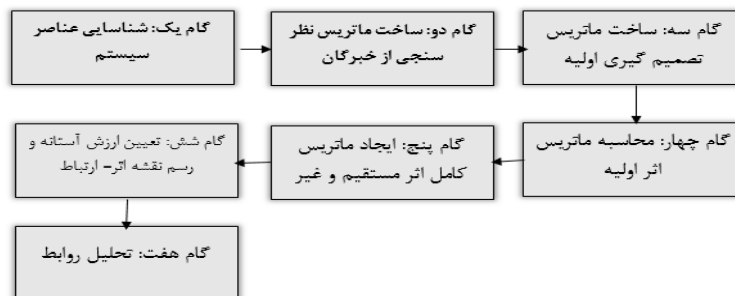 گام یک: شناسایی عناصر
سیستم
گام دو: ساخت ماتریس نظر
سنجی از خبرگان
گام سه: ساخت ماتریس
تصمیم گیری اولیه
گام چهار: محاسبه ماتریس
اثر اولیه
گام پنج: ایجاد ماتریس
کامل اثر مستقیم و غیر
گام شش: تعیین ارزش آستانه و
رسم نقشه اثر- ارتباط
گام هفت: تحلیل روابط